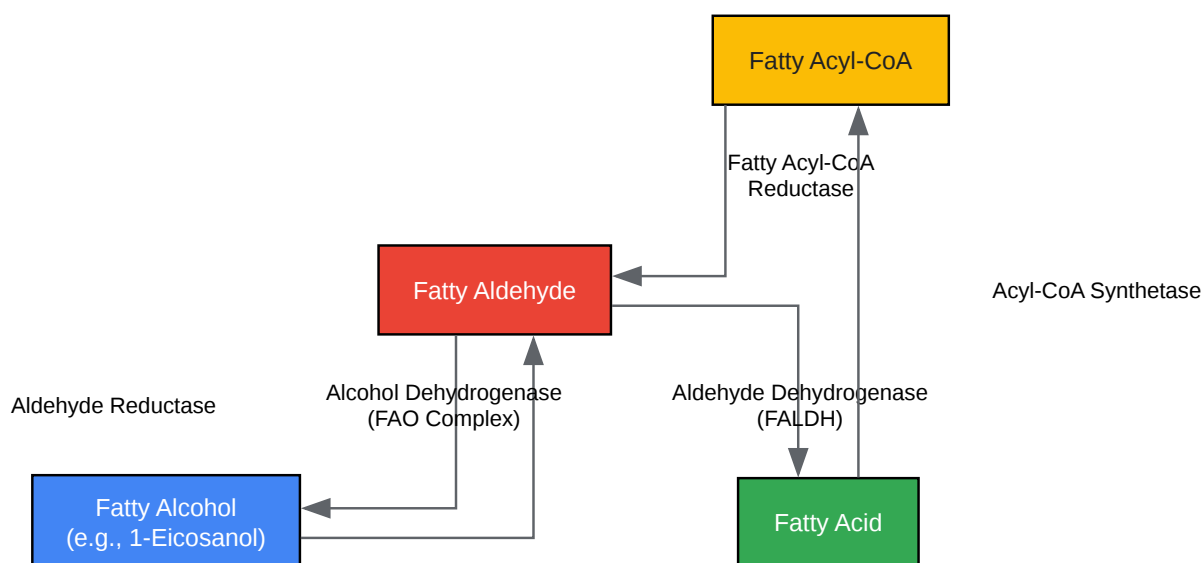 Fatty Acyl-CoA
Fatty Acyl-CoA
Reductase
Fatty Aldehyde
Acyl-CoA Synthetase
Aldehyde Reductase
Alcohol Dehydrogenase
(FAO Complex)
Aldehyde Dehydrogenase
(FALDH)
Fatty Alcohol
(e.g., 1-Eicosanol)
Fatty Acid